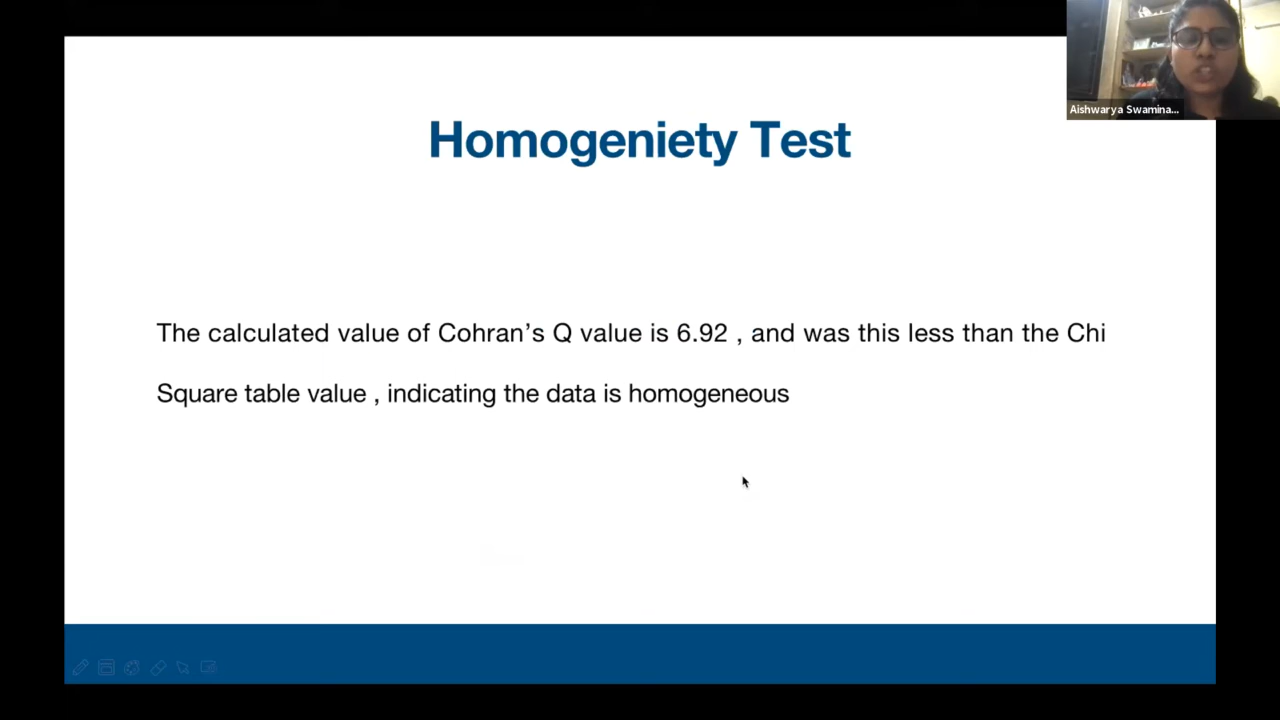 Aishwarya Swamina...
Homogeniety Test
The calculated value of Cohran’s Q value is 6.92 , and was this less than the Chi
Square table value , indicating the data is homogeneous